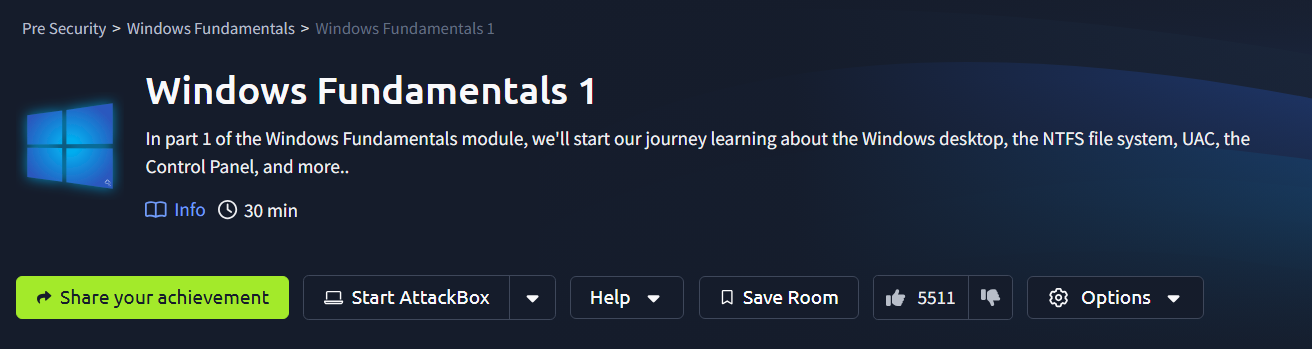 Pre Security > Windows Fundamentals > Windows Fundamentals 1
Windows Fundamentals 1
In part 1 of the Windows Fundamentals module, we'll start our journey learning about the Windows desktop, the NTFS file system, UAC, the
Control Panel, and more..
Info 30 min
Share your achievement Start AttackBox Help Save Room 5511 Options